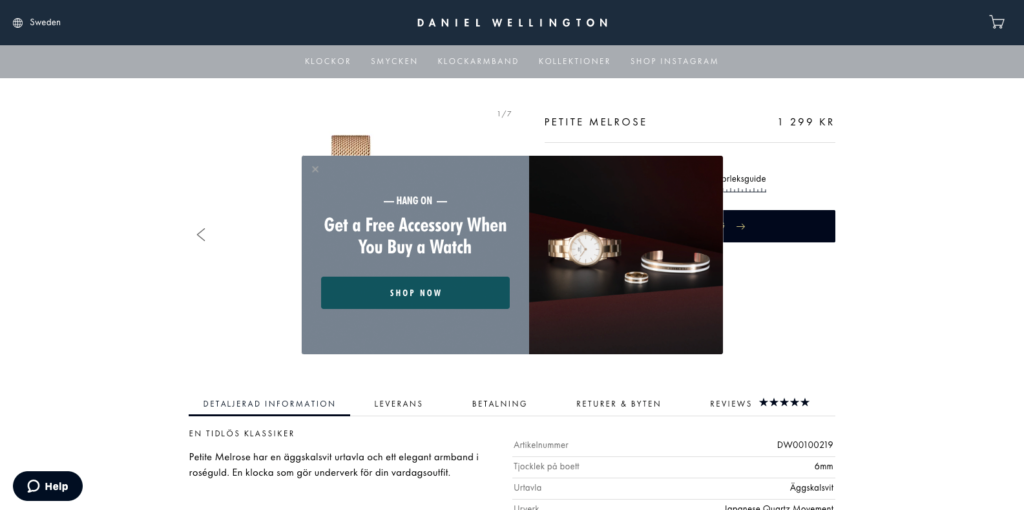 Sweden
DANIEL WELLINGTON
KLOCKOR SMYCKEN KLOCKARMBAND KOLLEKTIONER SHOP INSTAGRAM
1/7
PETITE MELROSE 1 299 KR
orleksguide
— HANG ON —
Get a Free Accessory When
You Buy a Watch
SHOP NOW
DETALJERAD INFORMATION LEVERANS BETALNING RETURER & BYTEN REVIEWS ★★★★★
EN TIDLÖS KLASSIKER
Petite Melrose har en äggskalsvit urtavla och ett elegant armband i
roséguld. En klocka som gör underverk för din vardagsoutfit.
Artikelnummer DW00100219
Tjocklek på boett 6mm
Urtavla Äggskalsvit
Urverk Japanese Quartz Movement
Help